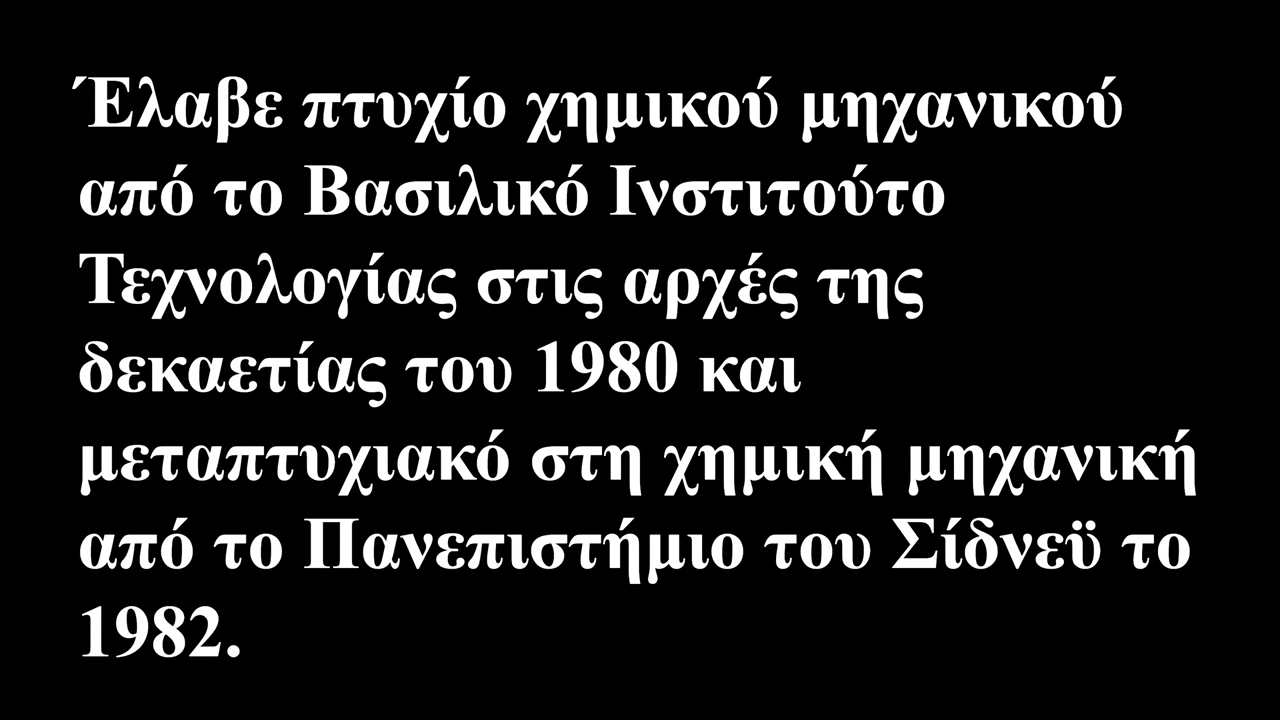 Έλαβε πτυχίο χημικού μηχανικού
από το Βασιλικό Ινστιτούτο
Τεχνολογίας στις αρχές της
δεκαετίας του 1980 και
μεταπτυχιακό στη χημική μηχανική
από το Πανεπιστήμιο του Σίδνεϋ το
1982.